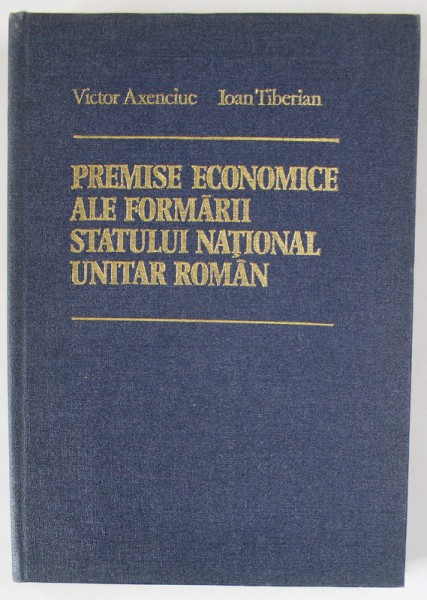 Victor Axenciuc Ioan Tiberian
PREMISE ECONOMICE
ALE FORMĂRII
STATULUI NAȚIONAL
UNITAR ROMÂN